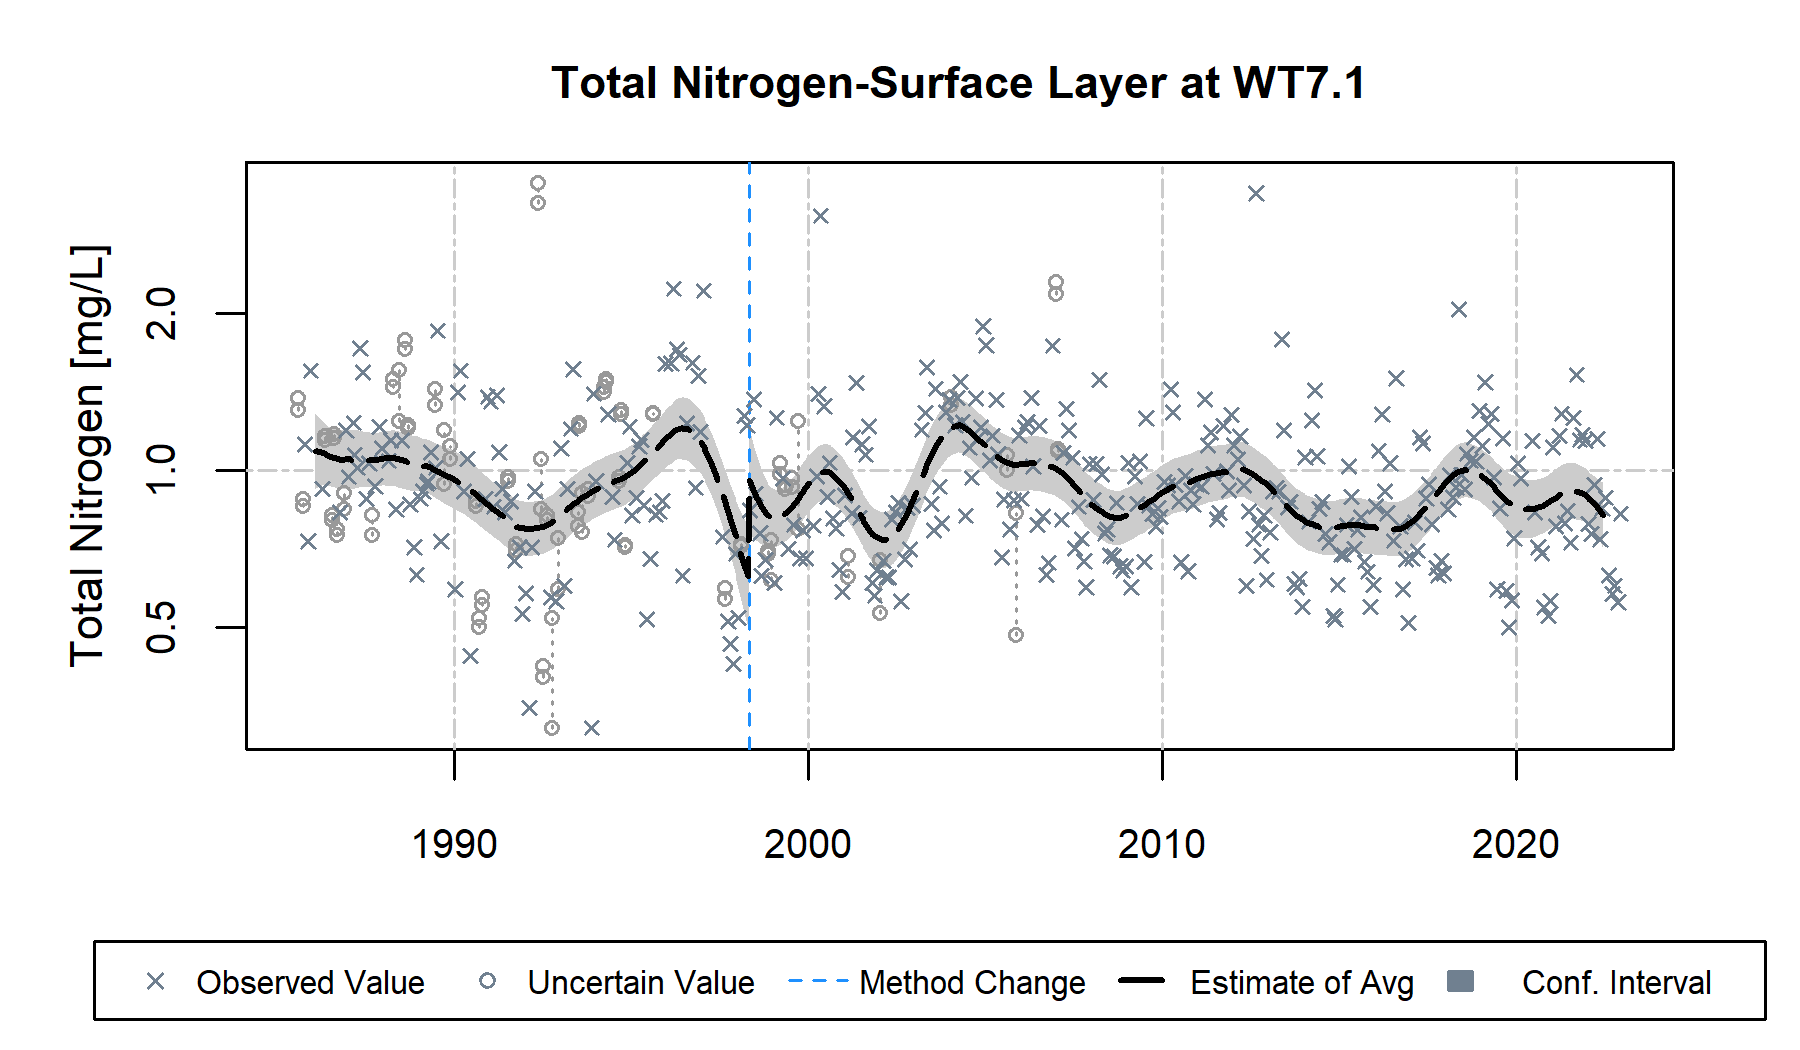 Total Nitrogen-Surface Layer at WT7.1
Total Nitrogen [mg/L]
2.0
1.0
0.5
1990 2000 2010 2020
Observed Value Uncertain Value Method Change Estimate of Avg Conf. Interval